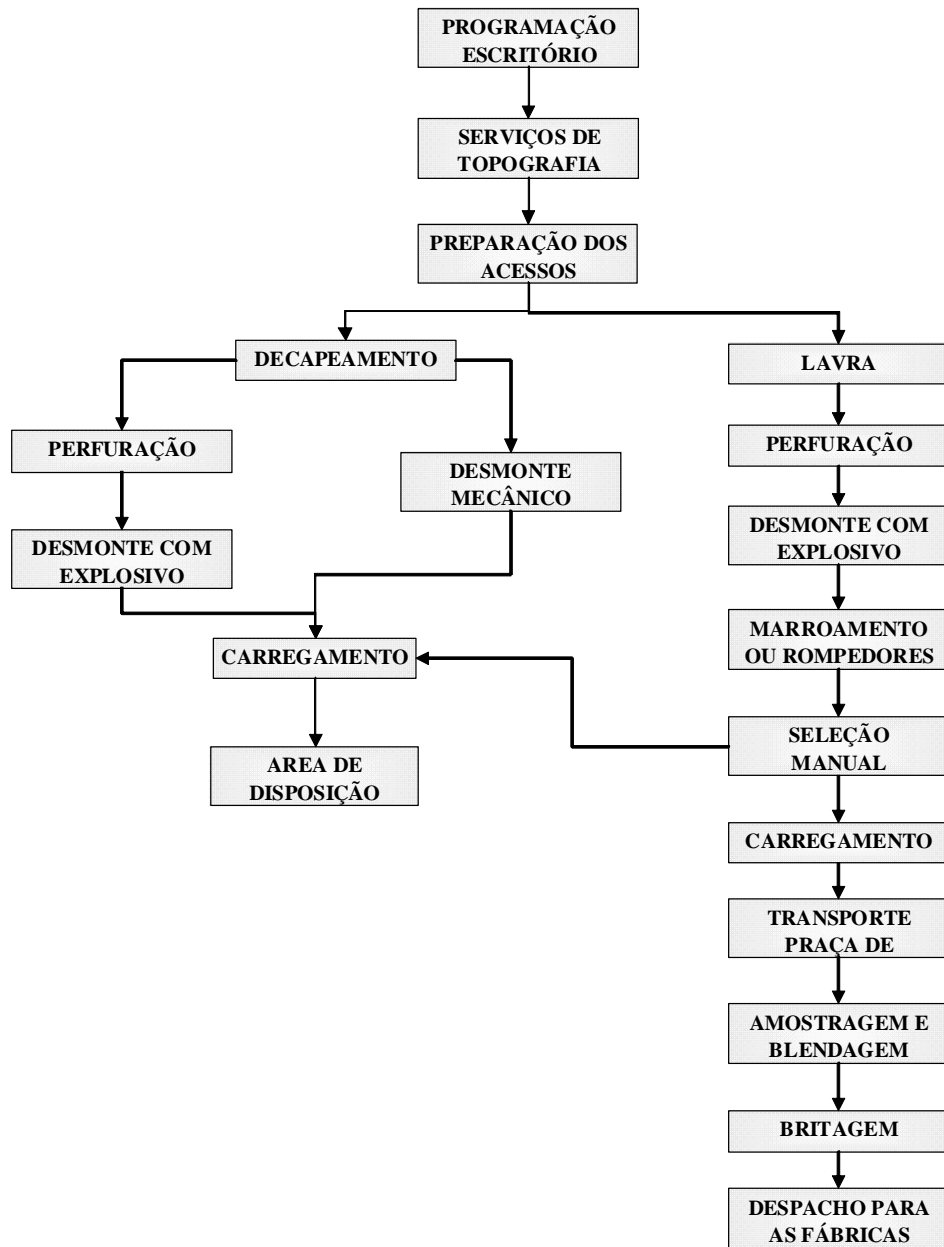 PROGRAMAÇÃO
ESCRITÓRIO
SERVIÇOS DE
TOPOGRAFIA
PREPARAÇÃO DOS
ACESSOS
DECAPEAMENTO
PERFURAÇÃO
DESMONTE
MECÂNICO
DESMONTE COM
EXPLOSIVO
CARREGAMENTO
AREA DE
DISPOSIÇÃO
LAVRA
PERFURAÇÃO
DESMONTE COM
EXPLOSIVO
MARROAMENTO
OU ROMPEDORES
SELEÇÃO
MANUAL
CARREGAMENTO
TRANSPORTE
PRAÇA DE
AMOSTRAGEM E
BLENDAGEM
BRITAGEM
DESPACHO PARA
AS FÁBRICAS